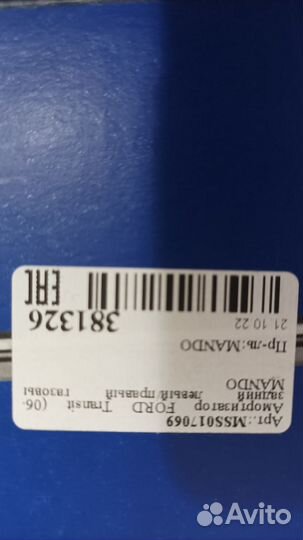 Арт.:MSS017069
Амортизатор FORD Transit (06-
задний левый/правый газовы
MANDO
Пр-ль.:MANDO
21.10.22
381326
EAC
Avito